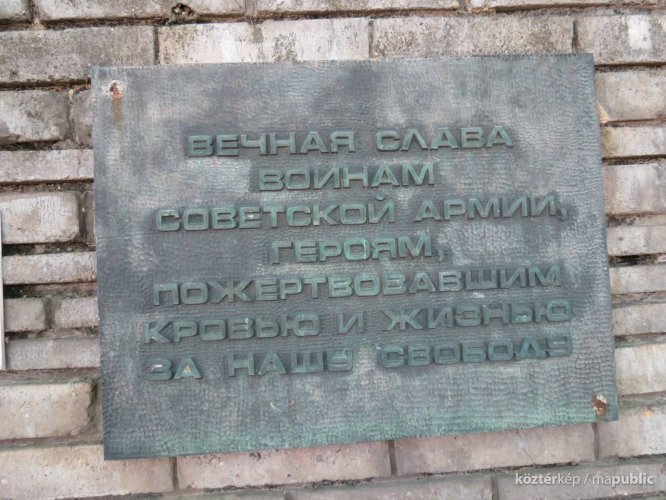 ВЕЧНАЯ СЛАВА
ВОИНАМ
СОВЕТСКОЙ АРМИИ,
ГЕРОЯМ,
ПОЖЕРТВОВАВШИМ
КРОВЬЮ И ЖИЗНЬЮ
ЗА НАШУ СВОБОДУ
köztérkép / mapublic